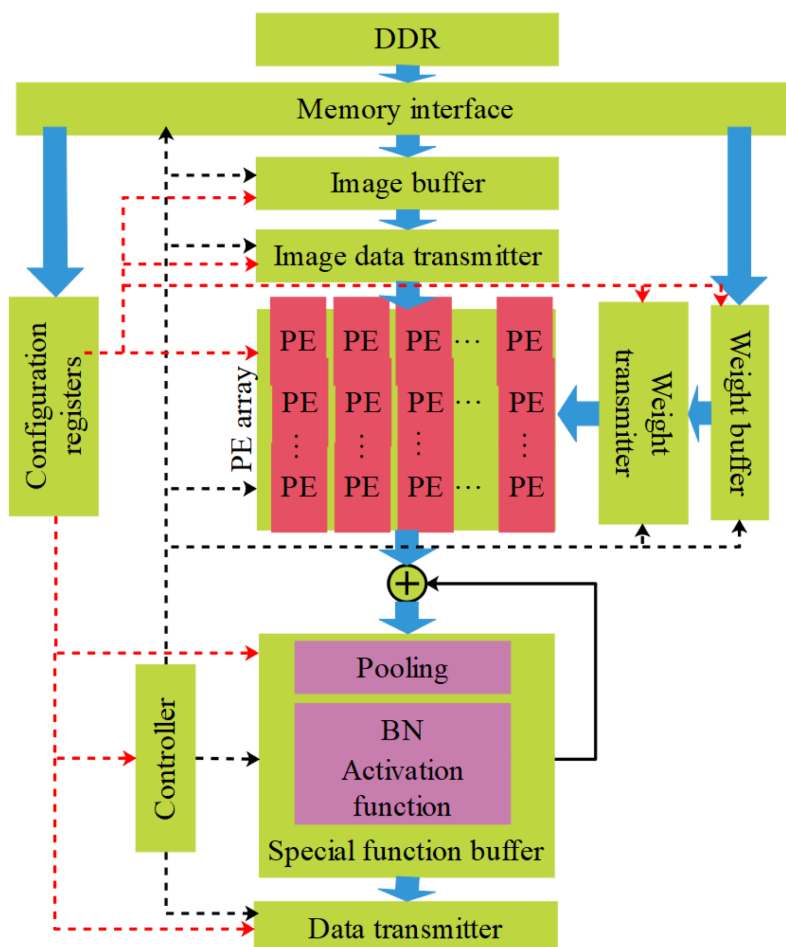 DDR
Memory interface
Image buffer
Image data transmitter
Configuration
registers
PE array
PE PE PE ... PE
PE PE PE ... PE
... ... ... ...
PE PE PE ... PE
Weight
transmitter
Weight buffer
+
Controller
Pooling
BN
Activation
function
Special function buffer
Data transmitter